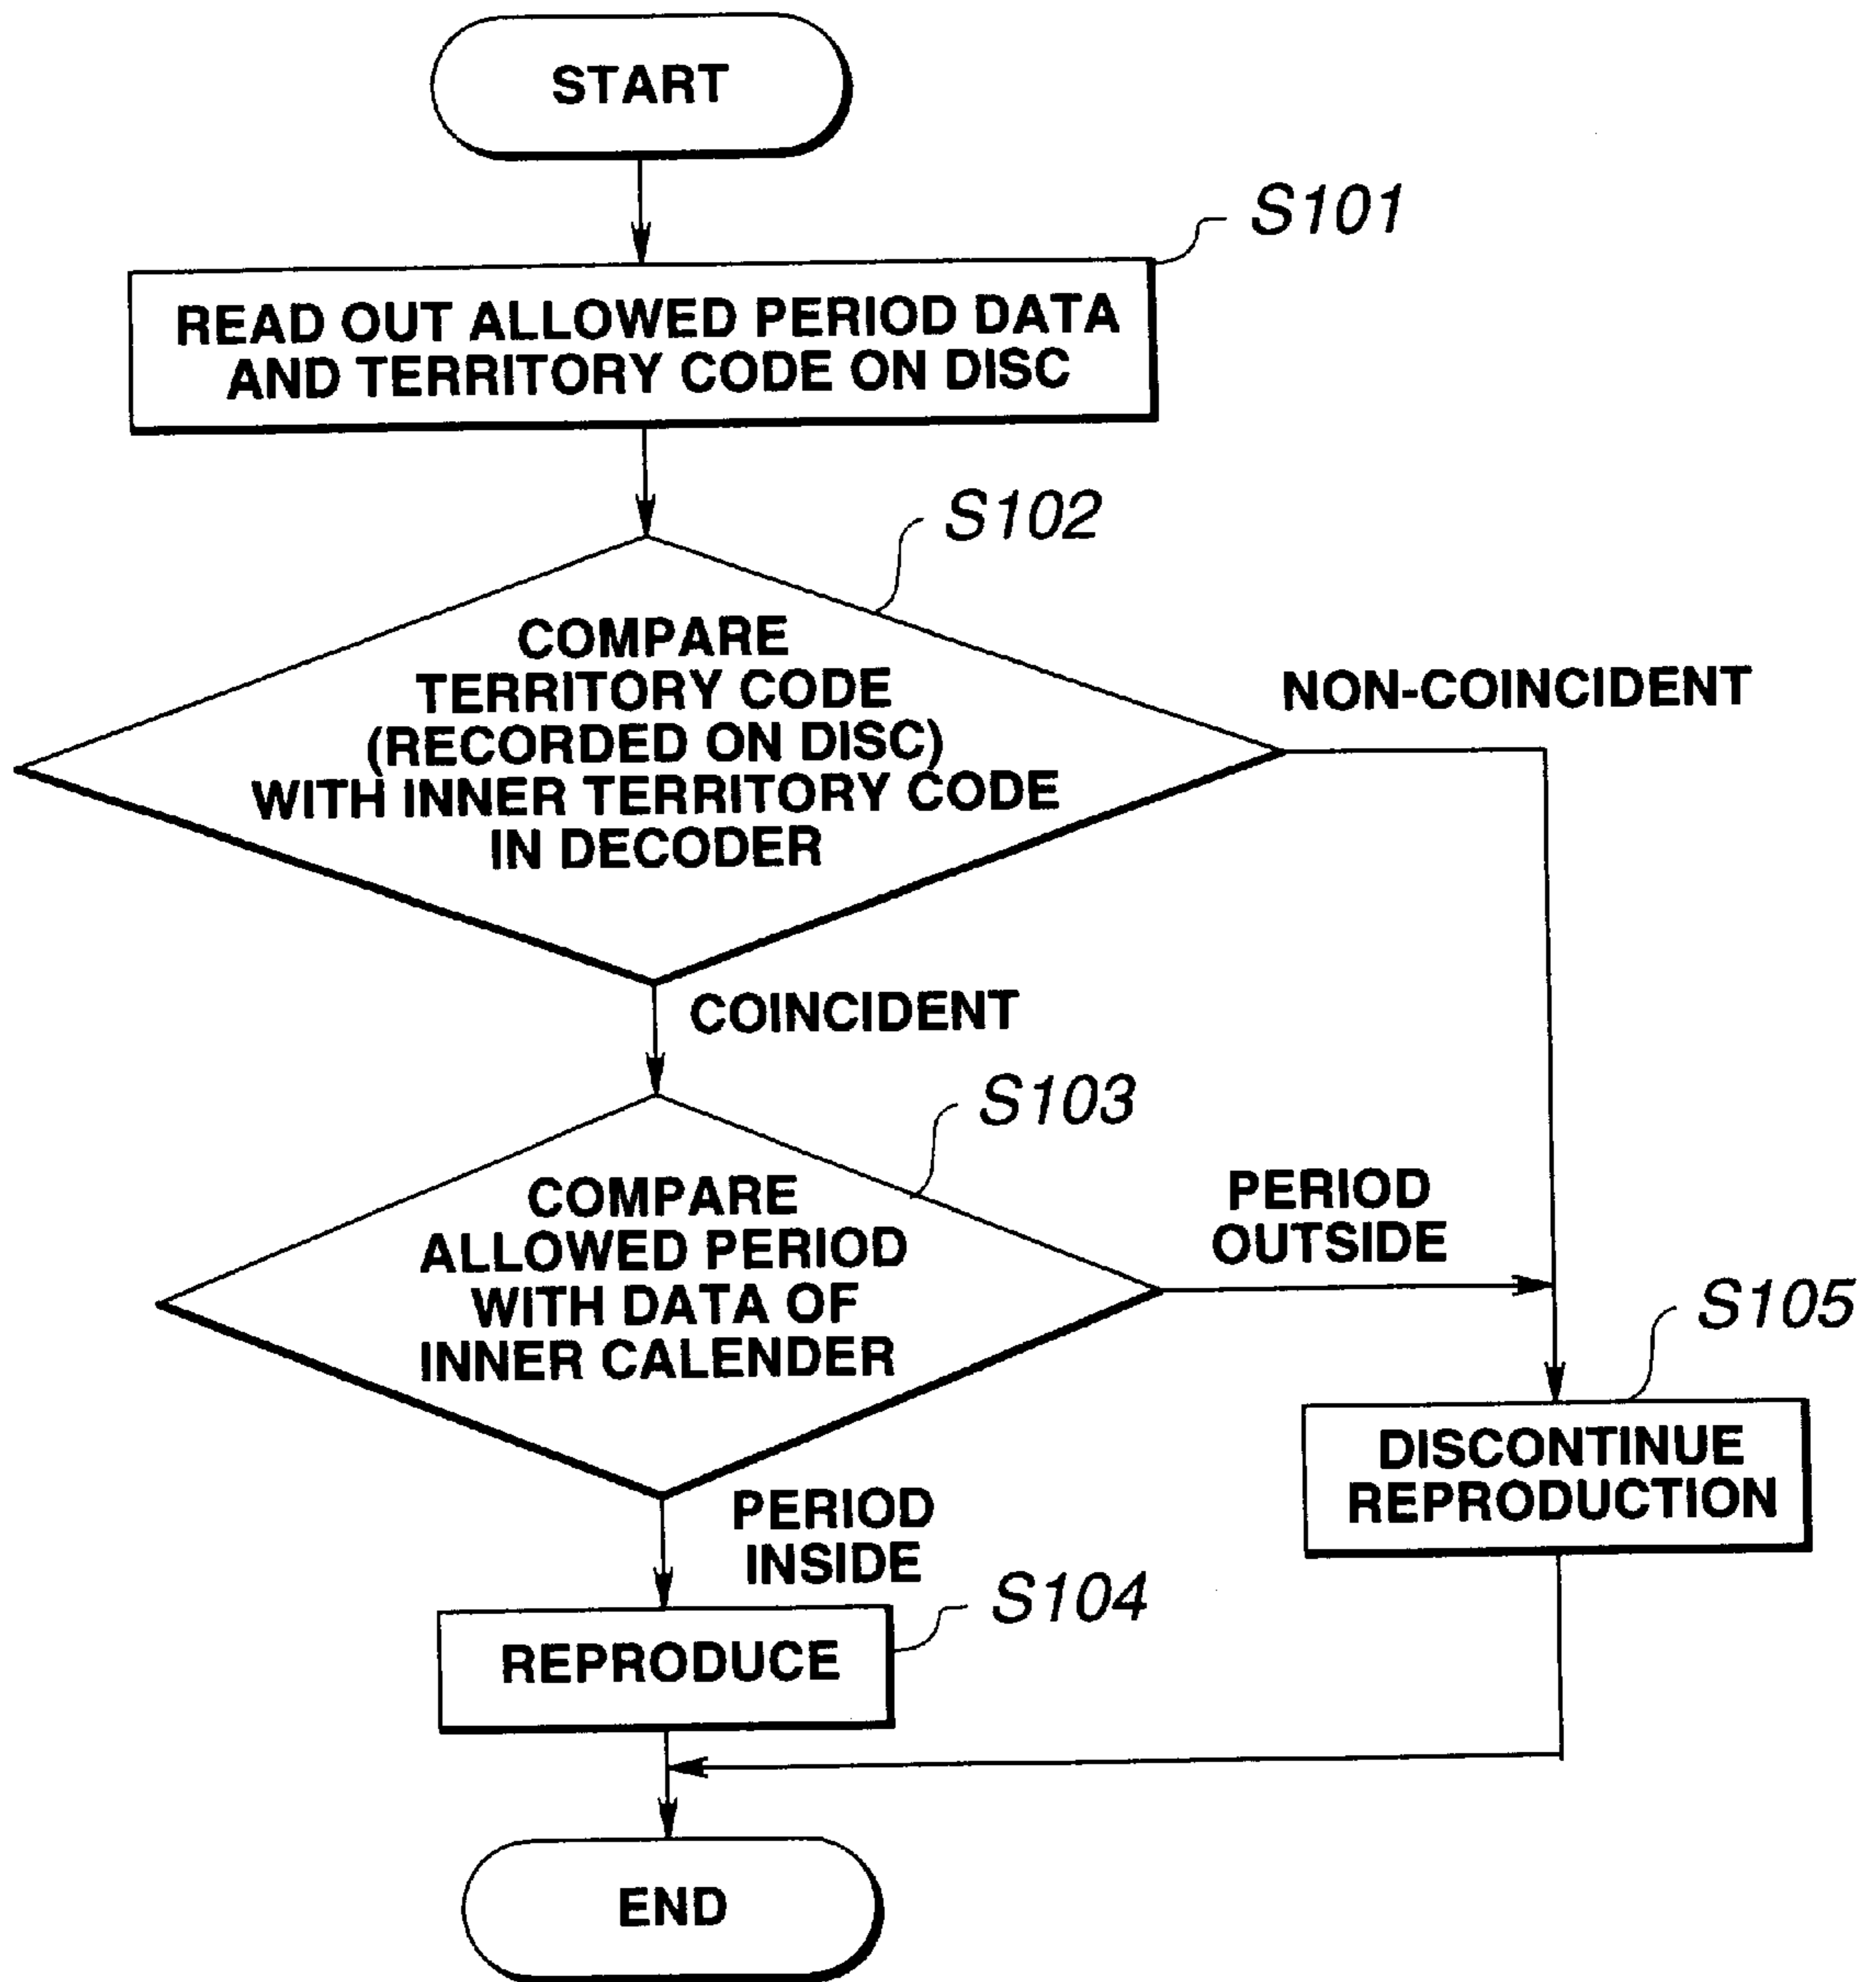 START
S101
READ OUT ALLOWED PERIOD DATA
AND TERRITORY CODE ON DISC
S102
COMPARE
TERRITORY CODE
(RECORDED ON DISC)
WITH INNER TERRITORY CODE
IN DECODER
NON-COINCIDENT
COINCIDENT
S103
COMPARE
ALLOWED PERIOD
WITH DATA OF
INNER CALENDER
PERIOD
OUTSIDE
S105
DISCONTINUE
REPRODUCTION
PERIOD
INSIDE
S104
REPRODUCE
END